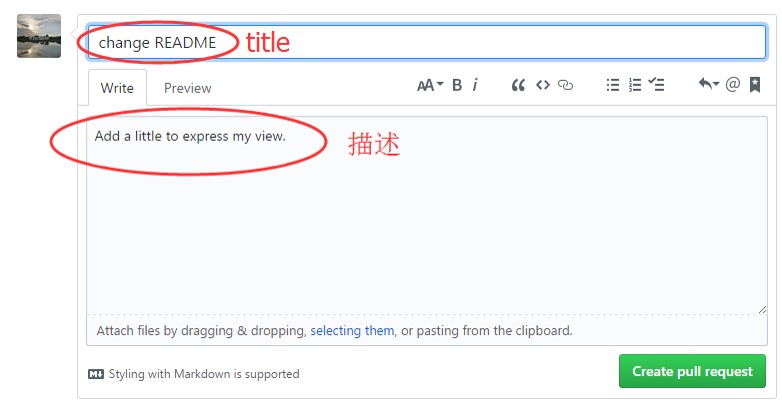 change README title
Write Preview AA B i @
Add a little to express my view. 描述
Attach files by dragging & dropping, selecting them, or pasting from the clipboard.
Styling with Markdown is supported
Create pull request